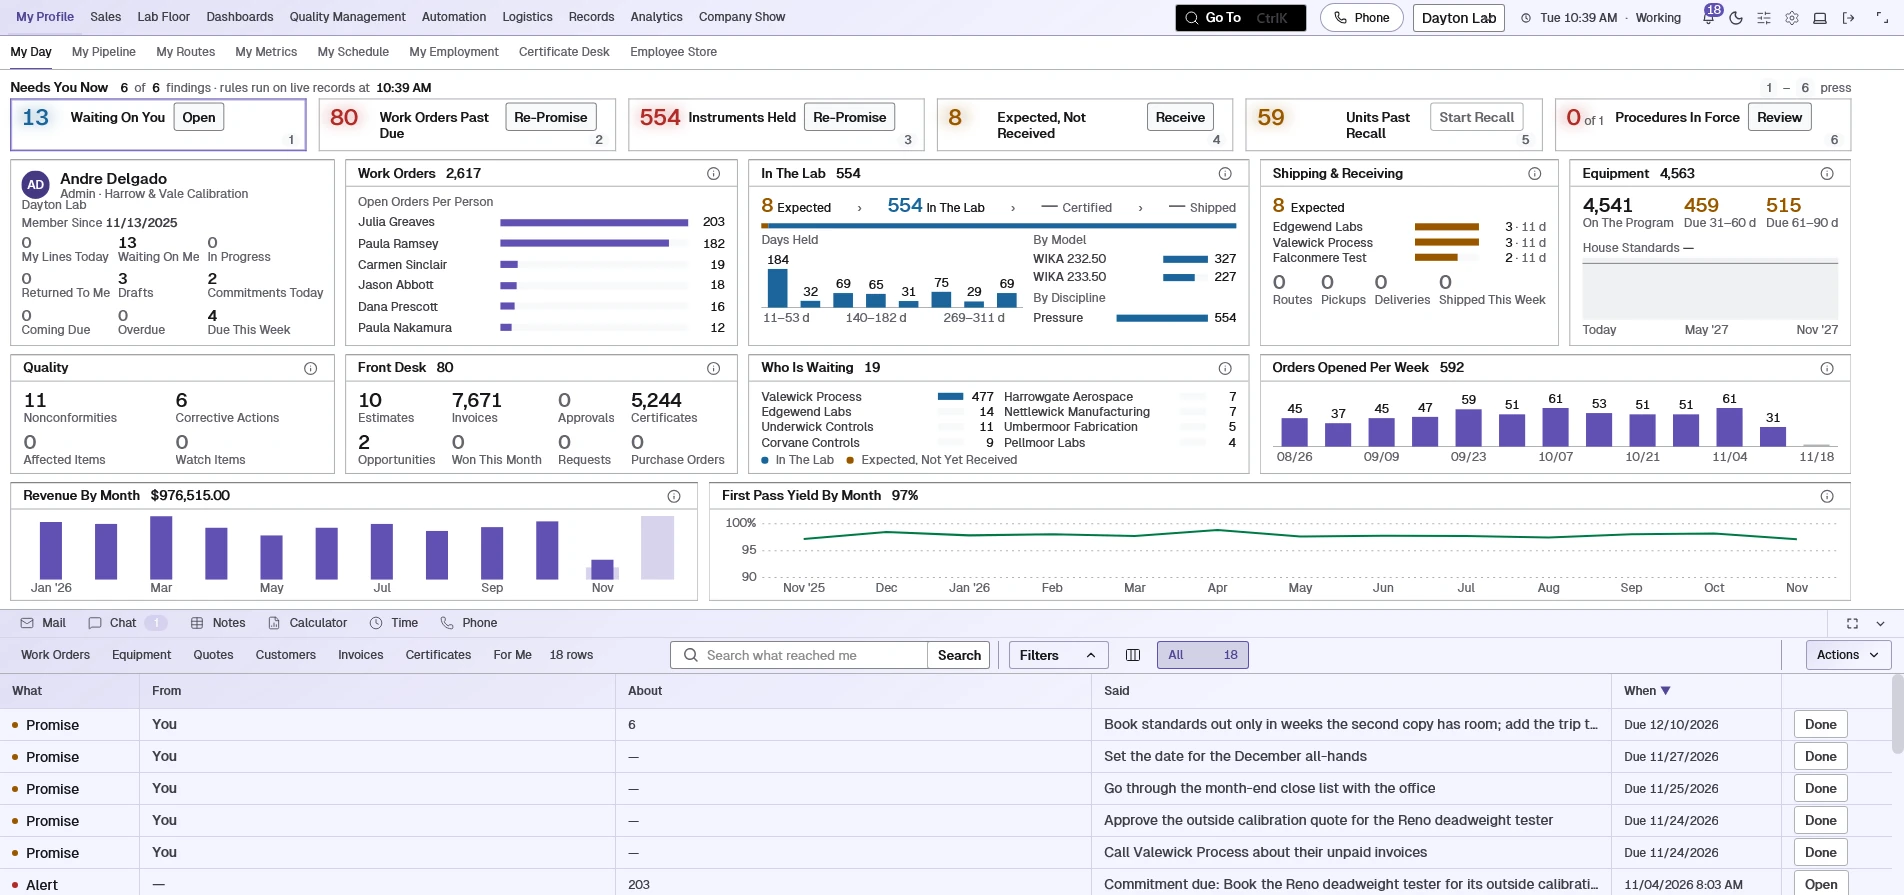 My Profile Sales Lab Floor Dashboards Quality Management Automation Logistics Records Analytics Company Show Go To CtrlK Phone Dayton Lab Tue 10:39 AM · Working 18
My Day My Pipeline My Routes My Metrics My Schedule My Employment Certificate Desk Employee Store
Needs You Now 6 of 6 findings · rules run on live records at 10:39 AM 1 – 6 press
13 Waiting On You Open 1
80 Work Orders Past Due Re-Promise 2
554 Instruments Held Re-Promise 3
8 Expected, Not Received Receive 4
59 Units Past Recall Start Recall 5
0 of 1 Procedures In Force Review 6
AD Andre Delgado
Admin · Harrow & Vale Calibration
Dayton Lab
Member Since 11/13/2025
0 13 0
My Lines Today Waiting On Me In Progress
0 3 2
Returned To Me Drafts Commitments Today
0 0 4
Coming Due Overdue Due This Week
Work Orders 2,617
Open Orders Per Person
Julia Greaves 203
Paula Ramsey 182
Carmen Sinclair 19
Jason Abbott 18
Dana Prescott 16
Paula Nakamura 12
In The Lab 554
8 Expected › 554 In The Lab › — Certified › — Shipped
Days Held
184 32 69 65 31 75 29 69
11–53 d 140–182 d 269–311 d
By Model
WIKA 232.50 327
WIKA 233.50 227
By Discipline
Pressure 554
Shipping & Receiving
8 Expected
Edgewend Labs 3 · 11 d
Valewick Process 3 · 11 d
Falconmere Test 2 · 11 d
0 0 0 0
Routes Pickups Deliveries Shipped This Week
Equipment 4,563
4,541 459 515
On The Program Due 31–60 d Due 61–90 d
House Standards —
Today May '27 Nov '27
Quality
11 6
Nonconformities Corrective Actions
0 0
Affected Items Watch Items
Front Desk 80
10 7,671 0 5,244
Estimates Invoices Approvals Certificates
2 0 0 0
Opportunities Won This Month Requests Purchase Orders
Who Is Waiting 19
Valewick Process 477 Harrowgate Aerospace 7
Edgewend Labs 14 Nettlewick Manufacturing 7
Underwick Controls 11 Umbermoor Fabrication 5
Corvane Controls 9 Pellmoor Labs 4
In The Lab Expected, Not Yet Received
Orders Opened Per Week 592
45 37 45 47 59 51 61 53 51 51 61 31
08/26 09/09 09/23 10/07 10/21 11/04 11/18
Revenue By Month $976,515.00
Jan '26 Mar May Jul Sep Nov
First Pass Yield By Month 97%
100%
95
90
Nov '25 Dec Jan '26 Feb Mar Apr May Jun Jul Aug Sep Oct Nov
Mail Chat 1 Notes Calculator Time Phone
Work Orders Equipment Quotes Customers Invoices Certificates For Me 18 rows Search what reached me Search Filters All 18 Actions
What From About Said When
Promise You 6 Book standards out only in weeks the second copy has room; add the trip t... Due 12/10/2026 Done
Promise You — Set the date for the December all-hands Due 11/27/2026 Done
Promise You — Go through the month-end close list with the office Due 11/25/2026 Done
Promise You — Approve the outside calibration quote for the Reno deadweight tester Due 11/24/2026 Done
Promise You — Call Valewick Process about their unpaid invoices Due 11/24/2026 Done
Alert — 203 Commitment due: Book the Reno deadweight tester for its outside calibrati... 11/04/2026 8:03 AM Open